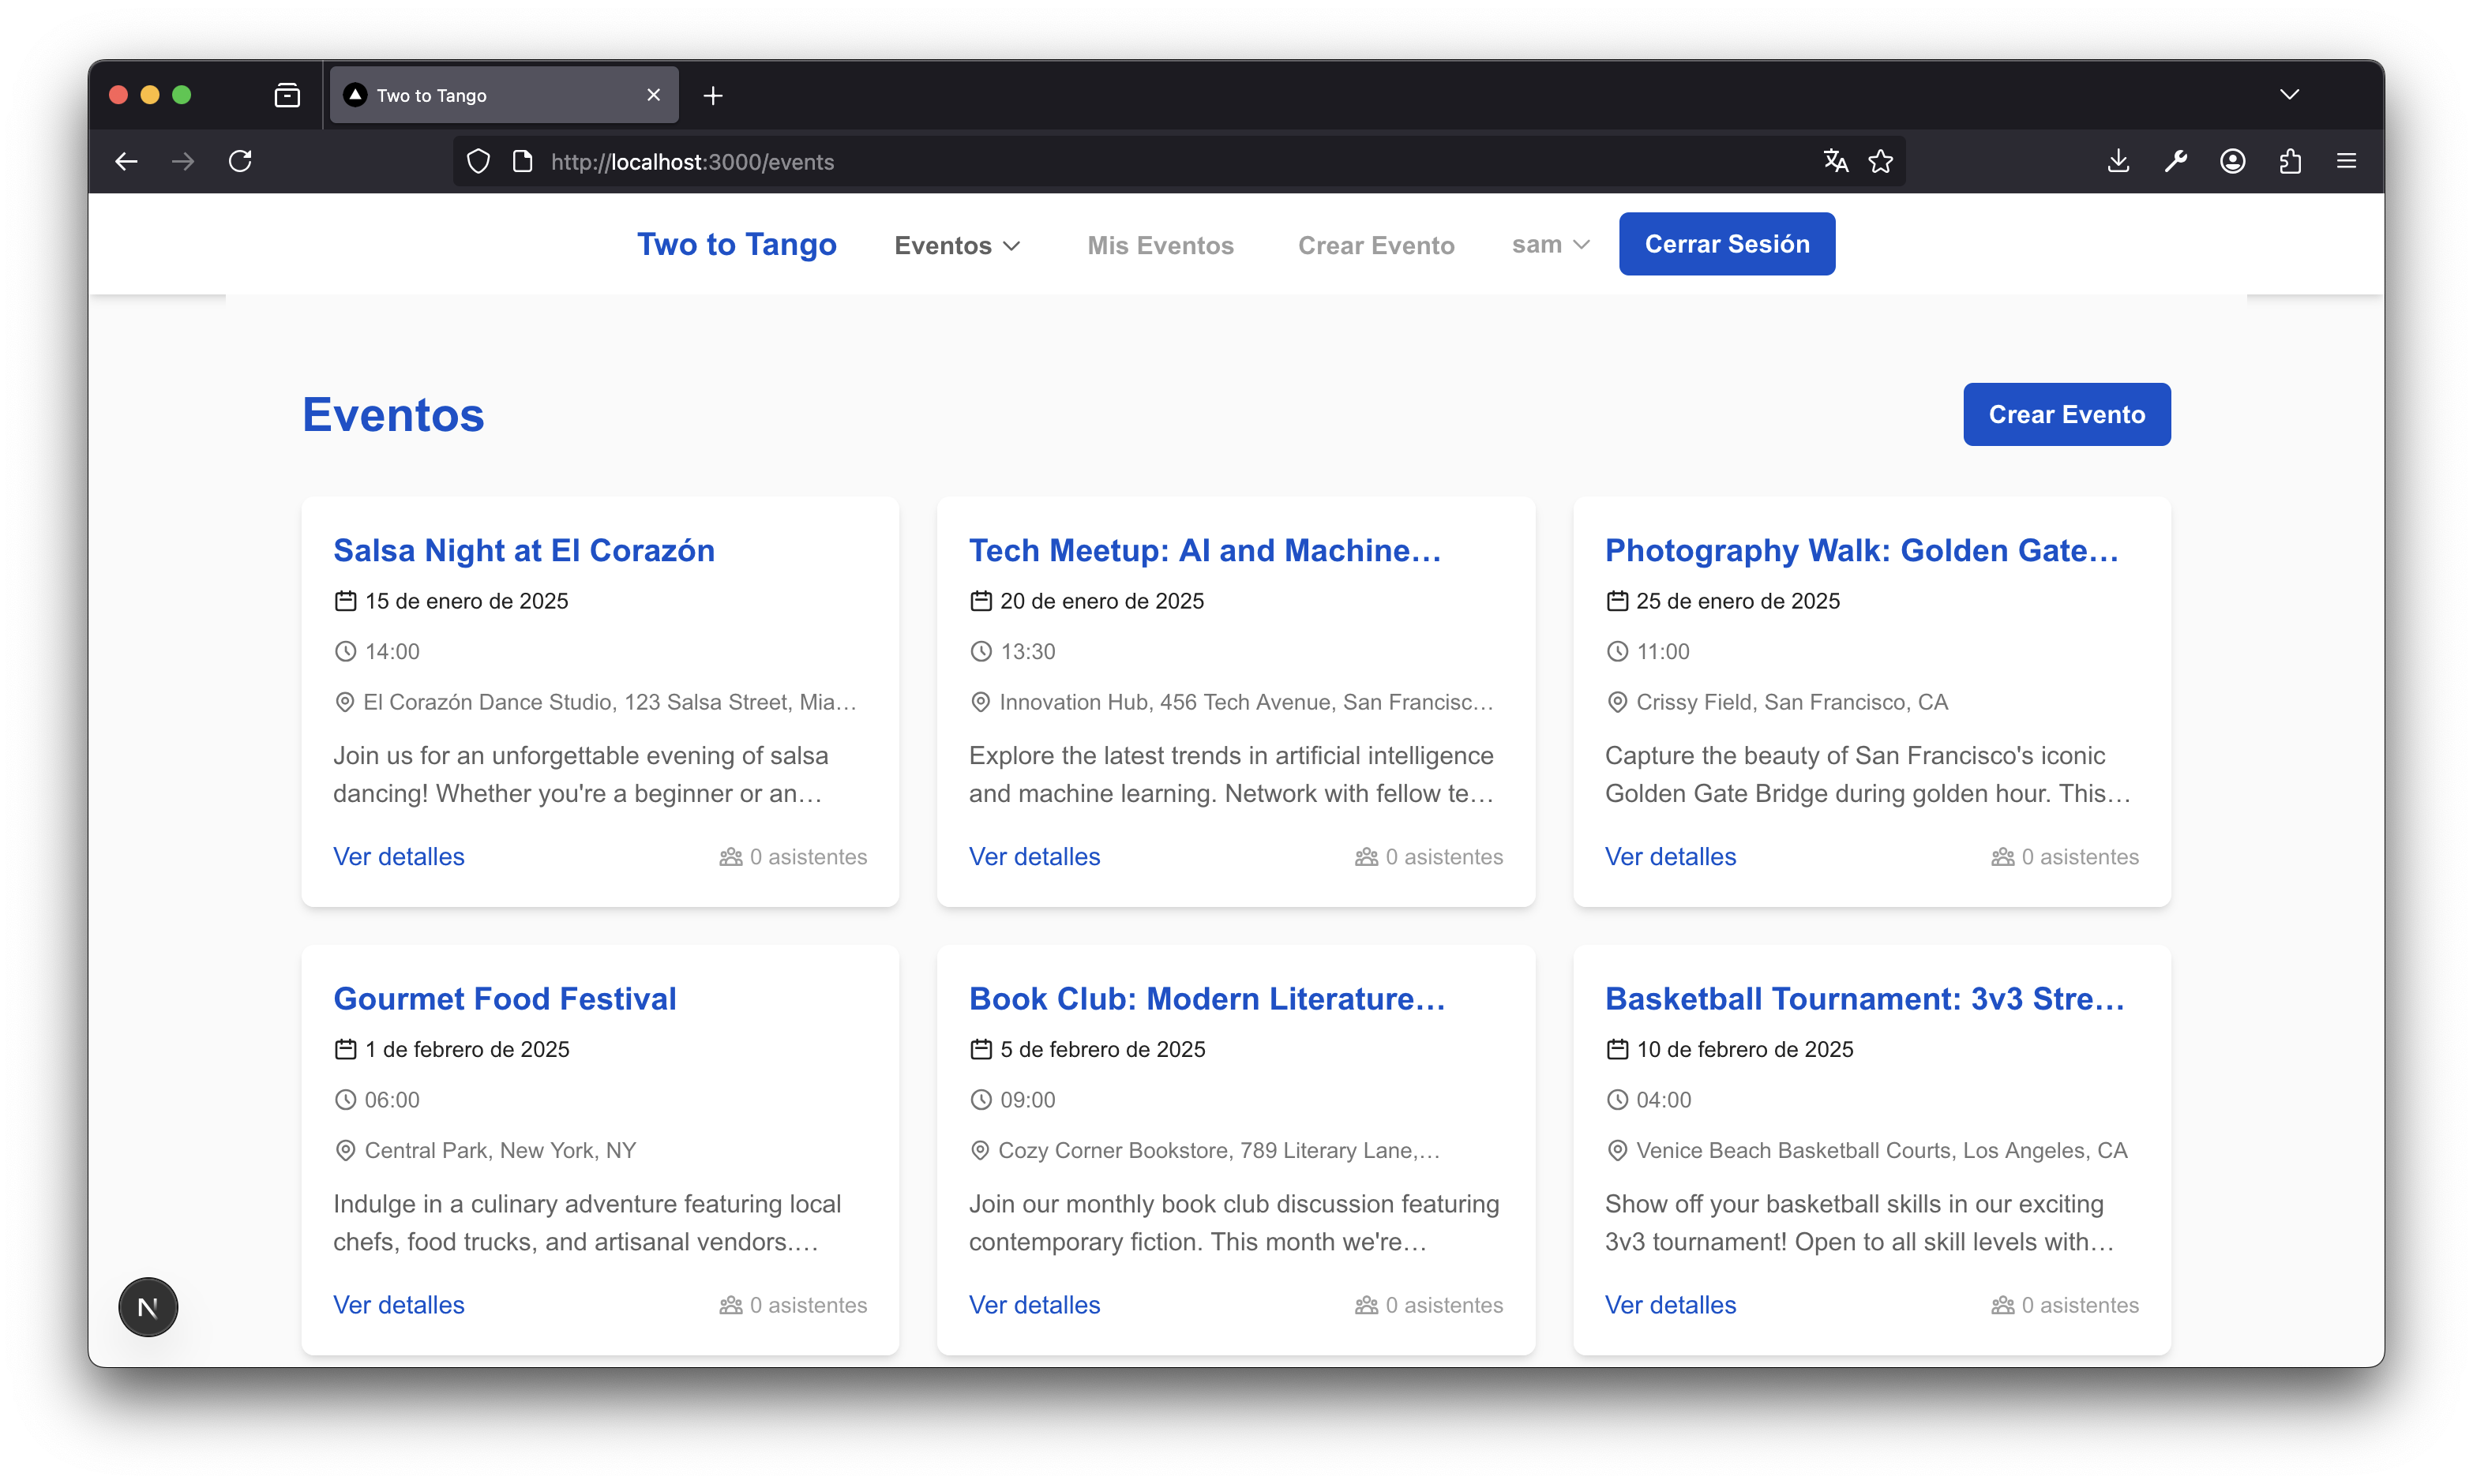 Two to Tango
http://localhost:3000/events
Two to Tango
Eventos
Mis Eventos
Crear Evento
sam
Cerrar Sesión
Eventos
Crear Evento
Salsa Night at El Corazón
15 de enero de 2025
14:00
El Corazón Dance Studio, 123 Salsa Street, Mia…
Join us for an unforgettable evening of salsa
dancing! Whether you're a beginner or an…
Ver detalles
0 asistentes
Tech Meetup: AI and Machine…
20 de enero de 2025
13:30
Innovation Hub, 456 Tech Avenue, San Francisc…
Explore the latest trends in artificial intelligence
and machine learning. Network with fellow te…
Ver detalles
0 asistentes
Photography Walk: Golden Gate…
25 de enero de 2025
11:00
Crissy Field, San Francisco, CA
Capture the beauty of San Francisco's iconic
Golden Gate Bridge during golden hour. This…
Ver detalles
0 asistentes
Gourmet Food Festival
1 de febrero de 2025
06:00
Central Park, New York, NY
Indulge in a culinary adventure featuring local
chefs, food trucks, and artisanal vendors.…
Ver detalles
0 asistentes
Book Club: Modern Literature…
5 de febrero de 2025
09:00
Cozy Corner Bookstore, 789 Literary Lane,…
Join our monthly book club discussion featuring
contemporary fiction. This month we're…
Ver detalles
0 asistentes
Basketball Tournament: 3v3 Stre…
10 de febrero de 2025
04:00
Venice Beach Basketball Courts, Los Angeles, CA
Show off your basketball skills in our exciting
3v3 tournament! Open to all skill levels with…
Ver detalles
0 asistentes
N